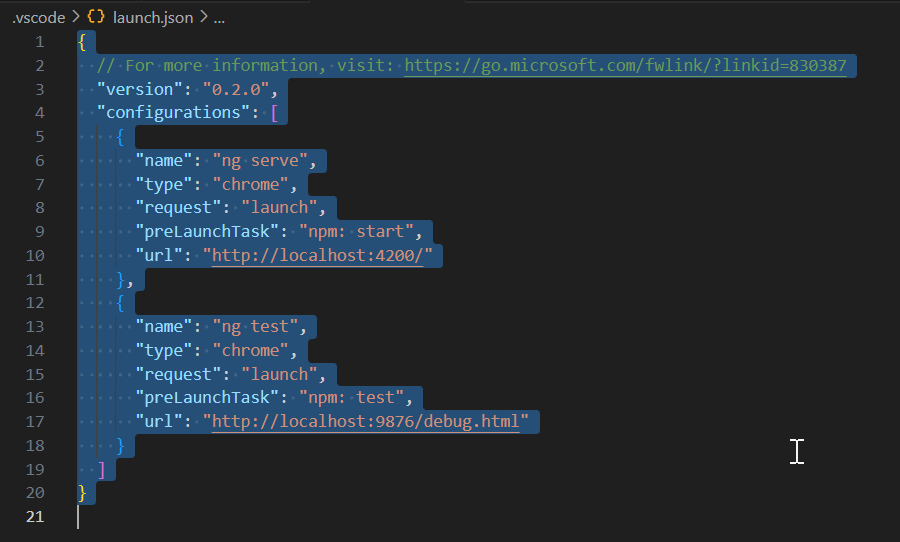 .vscode > {} launch.json > ...
1 {
2 // For more information, visit: https://go.microsoft.com/fwlink/?linkid=830387
3 "version": "0.2.0",
4 "configurations": [
5 {
6 "name": "ng serve",
7 "type": "chrome",
8 "request": "launch",
9 "preLaunchTask": "npm: start",
10 "url": "http://localhost:4200/"
11 },
12 {
13 "name": "ng test",
14 "type": "chrome",
15 "request": "launch",
16 "preLaunchTask": "npm: test",
17 "url": "http://localhost:9876/debug.html"
18 }
19 ]
20 }
21